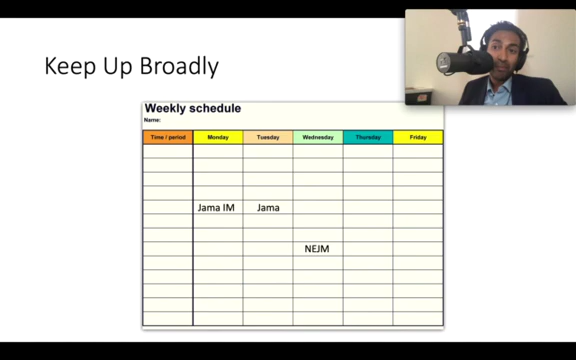 Keep Up Broadly
Weekly schedule
Name:
Time / period Monday Tuesday Wednesday Thursday Friday
Jama IM Jama
NEJM